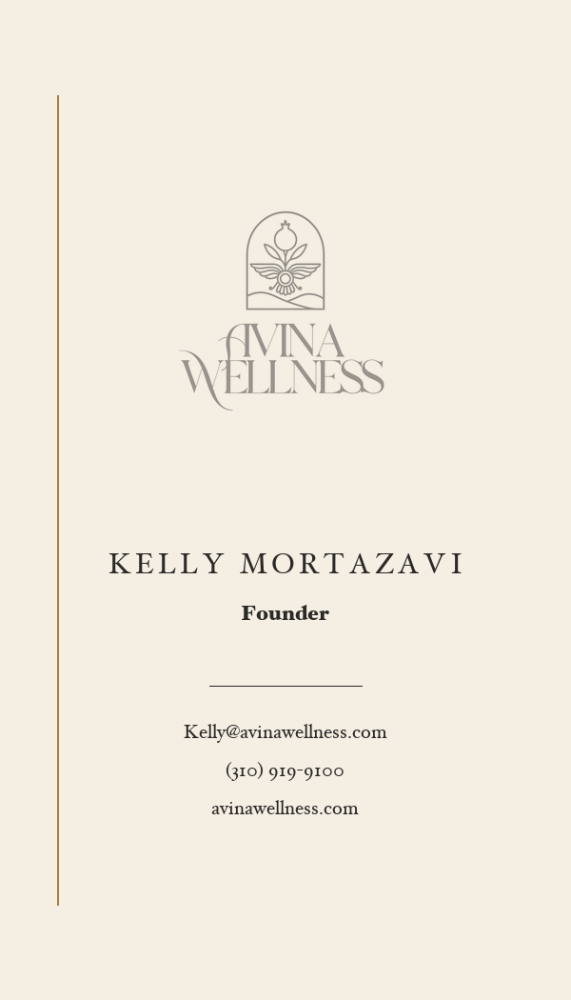 AVINA
WELLNESS
KELLY MORTAZAVI
Founder
Kelly@avinawellness.com
(310) 919-9100
avinawellness.com